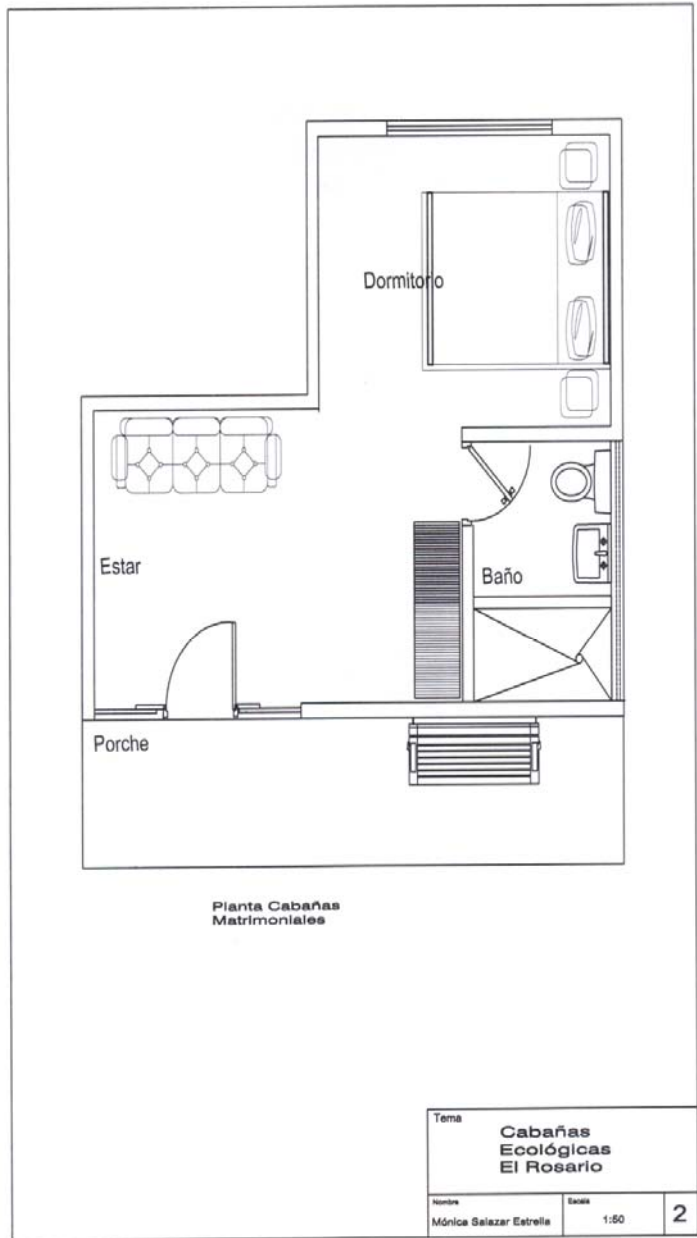 Dormitorio
Estar
Baño
Porche
Planta Cabañas
Matrimoniales
Tema
Cabañas
Ecológicas
El Rosario
Nombre
Mónica Salazar Estrella
Escala
1:50
2